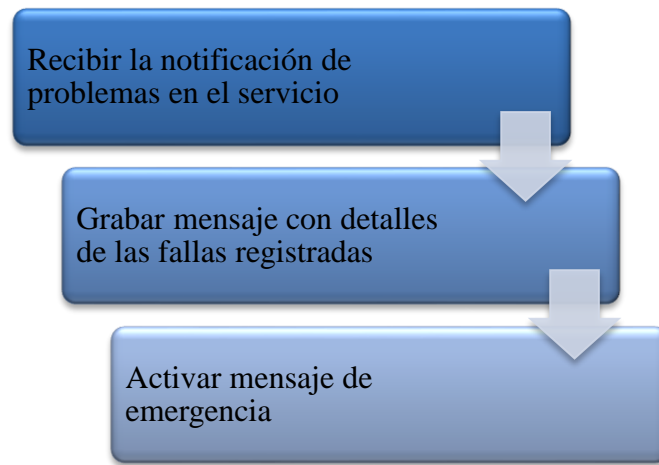 Recibir la notificación de
problemas en el servicio
Grabar mensaje con detalles
de las fallas registradas
Activar mensaje de
emergencia